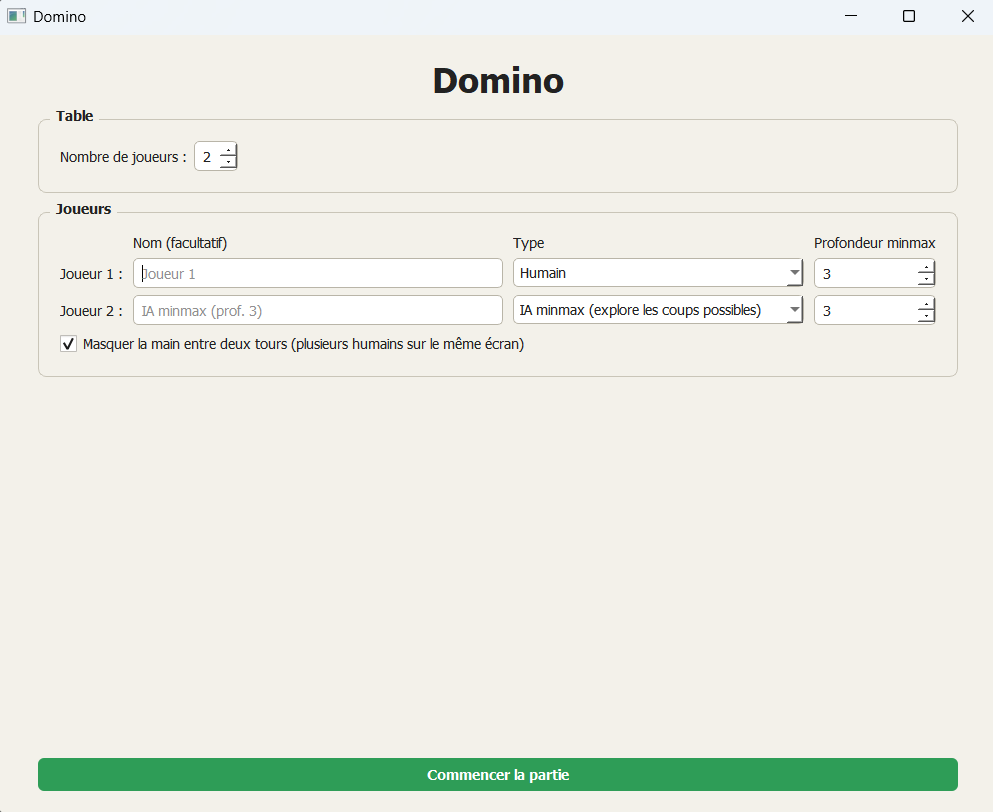 Domino
Domino
Table
Nombre de joueurs : 2
Joueurs
Nom (facultatif) Type Profondeur minmax
Joueur 1 : Joueur 1 Humain 3
Joueur 2 : IA minmax (prof. 3) IA minmax (explore les coups possibles) 3
Masquer la main entre deux tours (plusieurs humains sur le même écran)
Commencer la partie